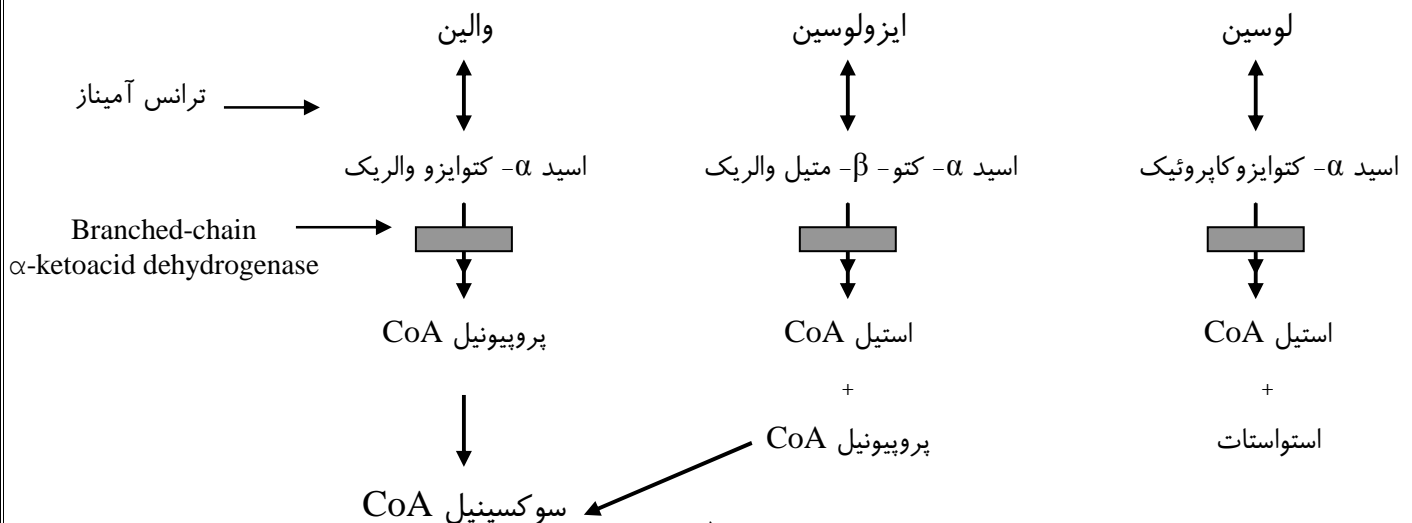 لوسین
ایزولوسین
والین
ترانس آمیناز
اسید α- کتوایزوکاپروئیک
اسید α- کتو- β- متیل والریک
اسید α- کتوایزو والریک
Branched-chain
α-ketoacid dehydrogenase
استیل CoA
استیل CoA
پروپیونیل CoA
+
+
استواستات
پروپیونیل CoA
سوکسینیل CoA